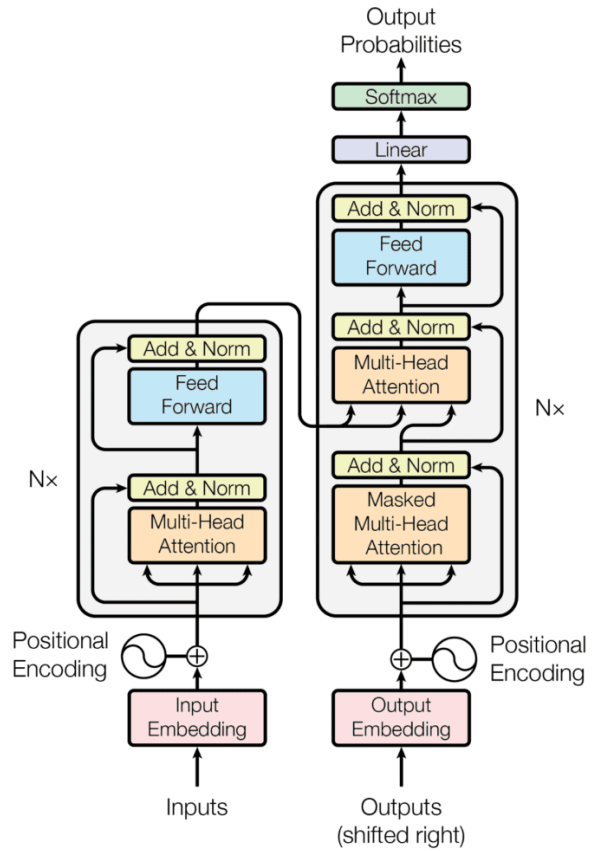 Output
Probabilities
Softmax
Linear
Add & Norm
Feed
Forward
Add & Norm
Multi-Head
Attention
Add & Norm
Masked
Multi-Head
Attention
N×
Positional
Encoding
Output
Embedding
Outputs
(shifted right)
Add & Norm
Feed
Forward
Add & Norm
Multi-Head
Attention
N×
Positional
Encoding
Input
Embedding
Inputs